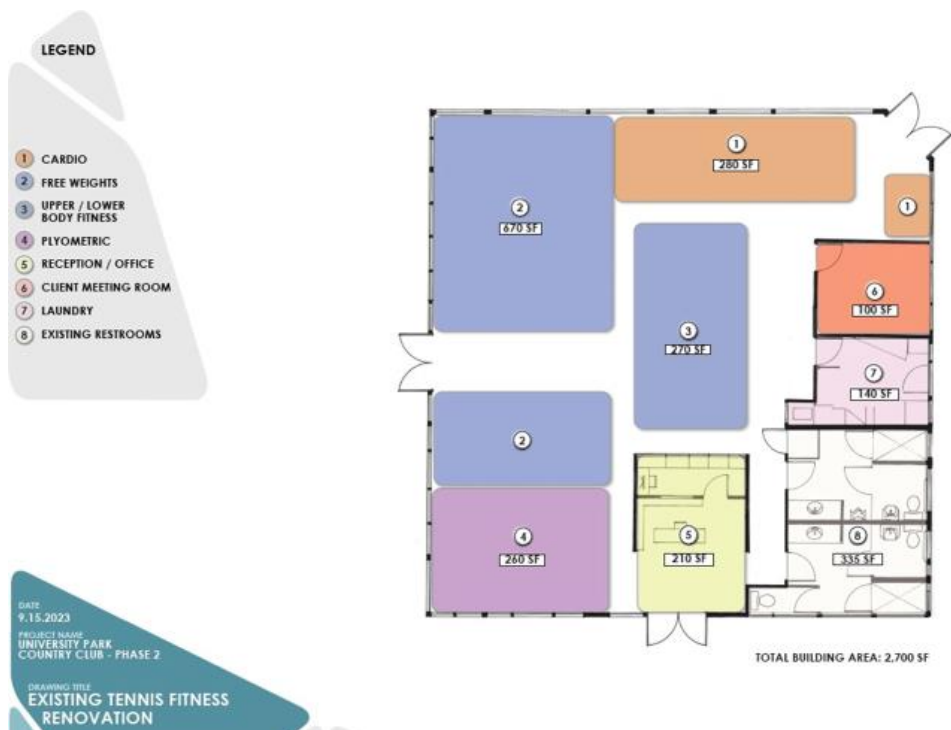 LEGEND
1 CARDIO
2 FREE WEIGHTS
3 UPPER / LOWER
BODY FITNESS
4 PLYOMETRIC
5 RECEPTION / OFFICE
6 CLIENT MEETING ROOM
7 LAUNDRY
8 EXISTING RESTROOMS
1
280 SF
2
670 SF
1
6
100 SF
3
270 SF
7
140 SF
2
4
260 SF
5
210 SF
8
335 SF
TOTAL BUILDING AREA: 2,700 SF
DATE
9.15.2023
PROJECT NAME
UNIVERSITY PARK
COUNTRY CLUB - PHASE 2
DRAWING TITLE
EXISTING TENNIS FITNESS
RENOVATION